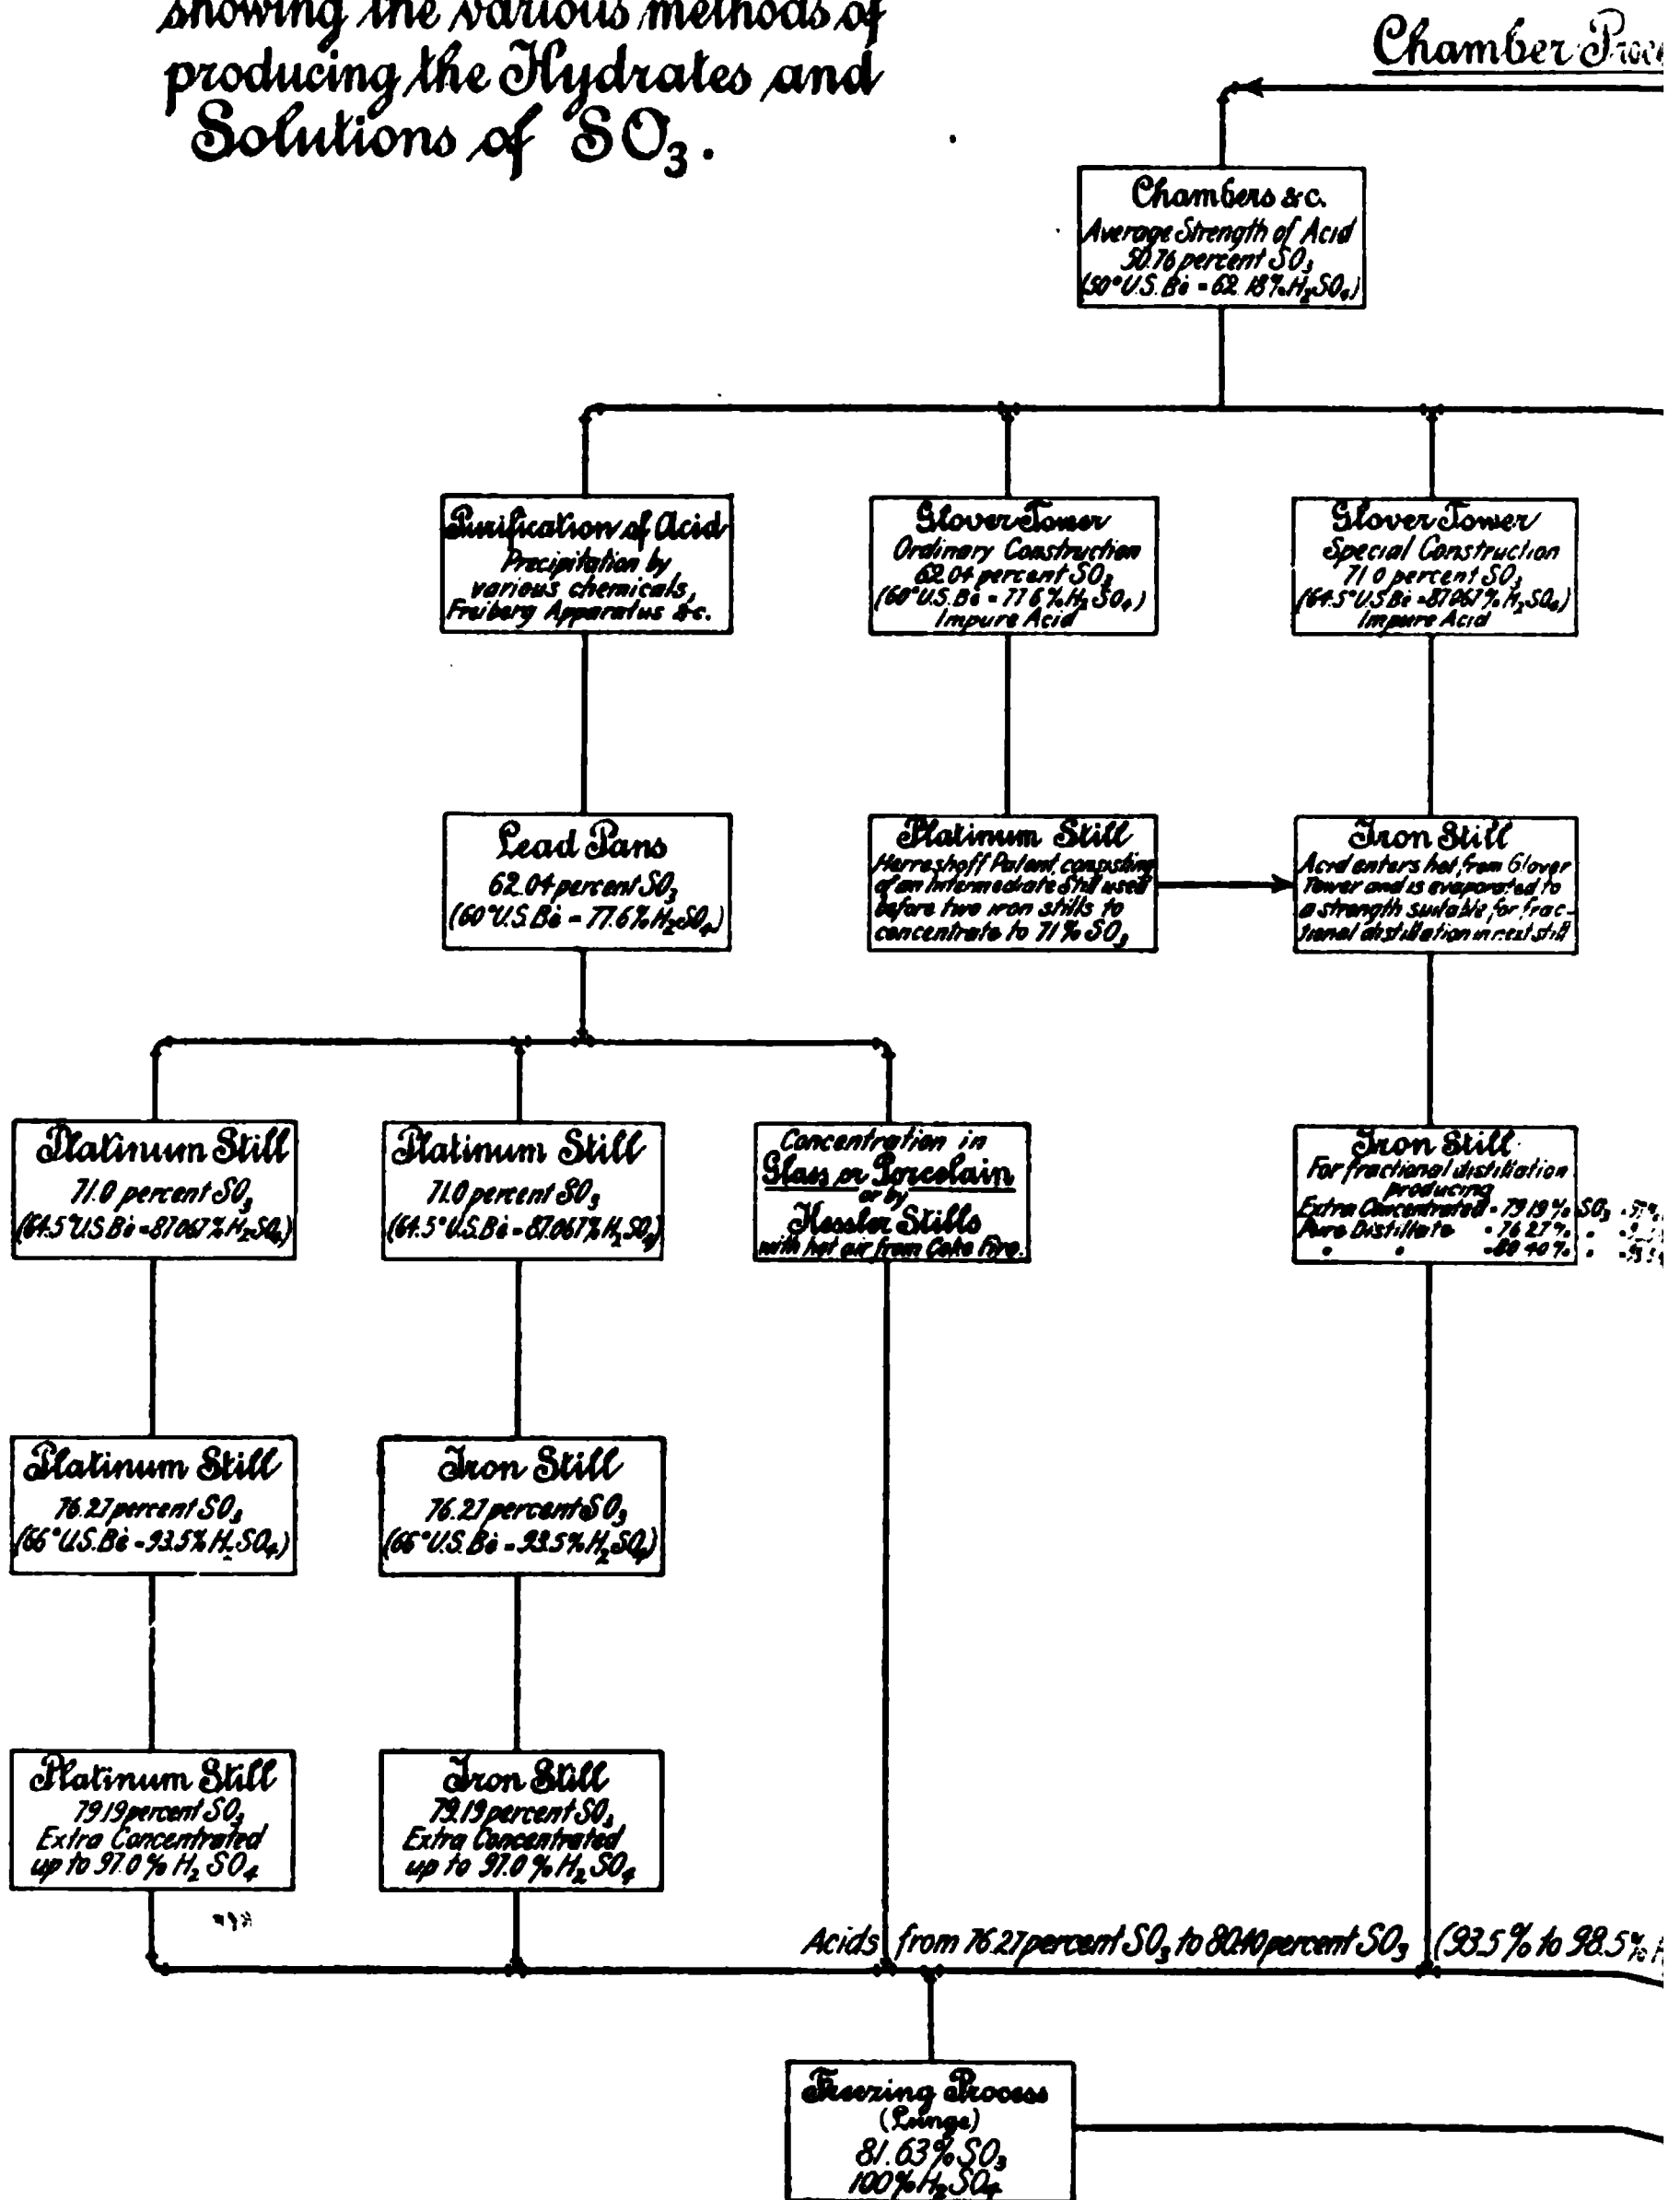 showing the various methods of
producing the Hydrates and
Solutions of SO₃.
Chamber
Chambers &c.
Average Strength of Acid
50.76 percent SO₃
(50° U.S. Bé = 62.18% H₂SO₄)
Purification of Acid
Precipitation by
various chemicals,
Freiberg Apparatus &c.
Glover Tower
Ordinary Construction
62.04 percent SO₃
(60° U.S. Bé = 77.6% H₂SO₄)
Impure Acid
Glover Tower
Special Construction
71.0 percent SO₃
(64.5° U.S. Bé = 87.067% H₂SO₄)
Impure Acid
Lead Pans
62.04 percent SO₃
(60° U.S. Bé = 77.6% H₂SO₄)
Platinum Still
Herreshoff Patent, consisting
of an Intermediate Still used
before two iron stills to
concentrate to 71% SO₃
Iron Still
Acid enters hot from Glover
Tower and is evaporated to
a strength suitable for frac-
tional distillation in next still
Platinum Still
71.0 percent SO₃
(64.5° U.S. Bé = 87.067% H₂SO₄)
Platinum Still
71.0 percent SO₃
(64.5° U.S. Bé = 87.067% H₂SO₄)
Concentration in
Glass or Porcelain
or by
Kessler Stills
with hot air from Coke Fire.
Iron Still
For fractional distillation
producing
Extra Concentrated = 79.19% SO₃
Pure Distillate = 76.27% "
" " = 80.40% "
Platinum Still
76.27 percent SO₃
(66° U.S. Bé = 93.5% H₂SO₄)
Iron Still
76.27 percent SO₃
(66° U.S. Bé = 93.5% H₂SO₄)
Platinum Still
79.19 percent SO₃
Extra Concentrated
up to 97.0% H₂SO₄
Iron Still
79.19 percent SO₃
Extra Concentrated
up to 97.0% H₂SO₄
Acids from 76.27 percent SO₃ to 80.40 percent SO₃ (93.5% to 98.5%
Freezing Process
(Lunge)
81.63% SO₃
100% H₂SO₄